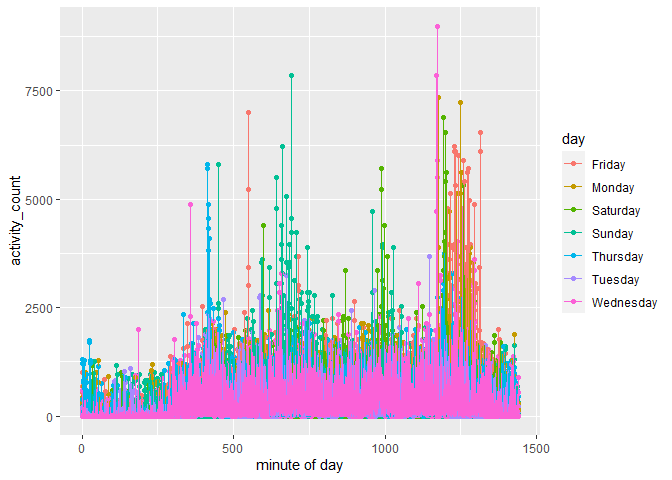 7500
5000
2500
0
activity_count
0
500
1000
1500
minute of day
day
Friday
Monday
Saturday
Sunday
Thursday
Tuesday
Wednesday